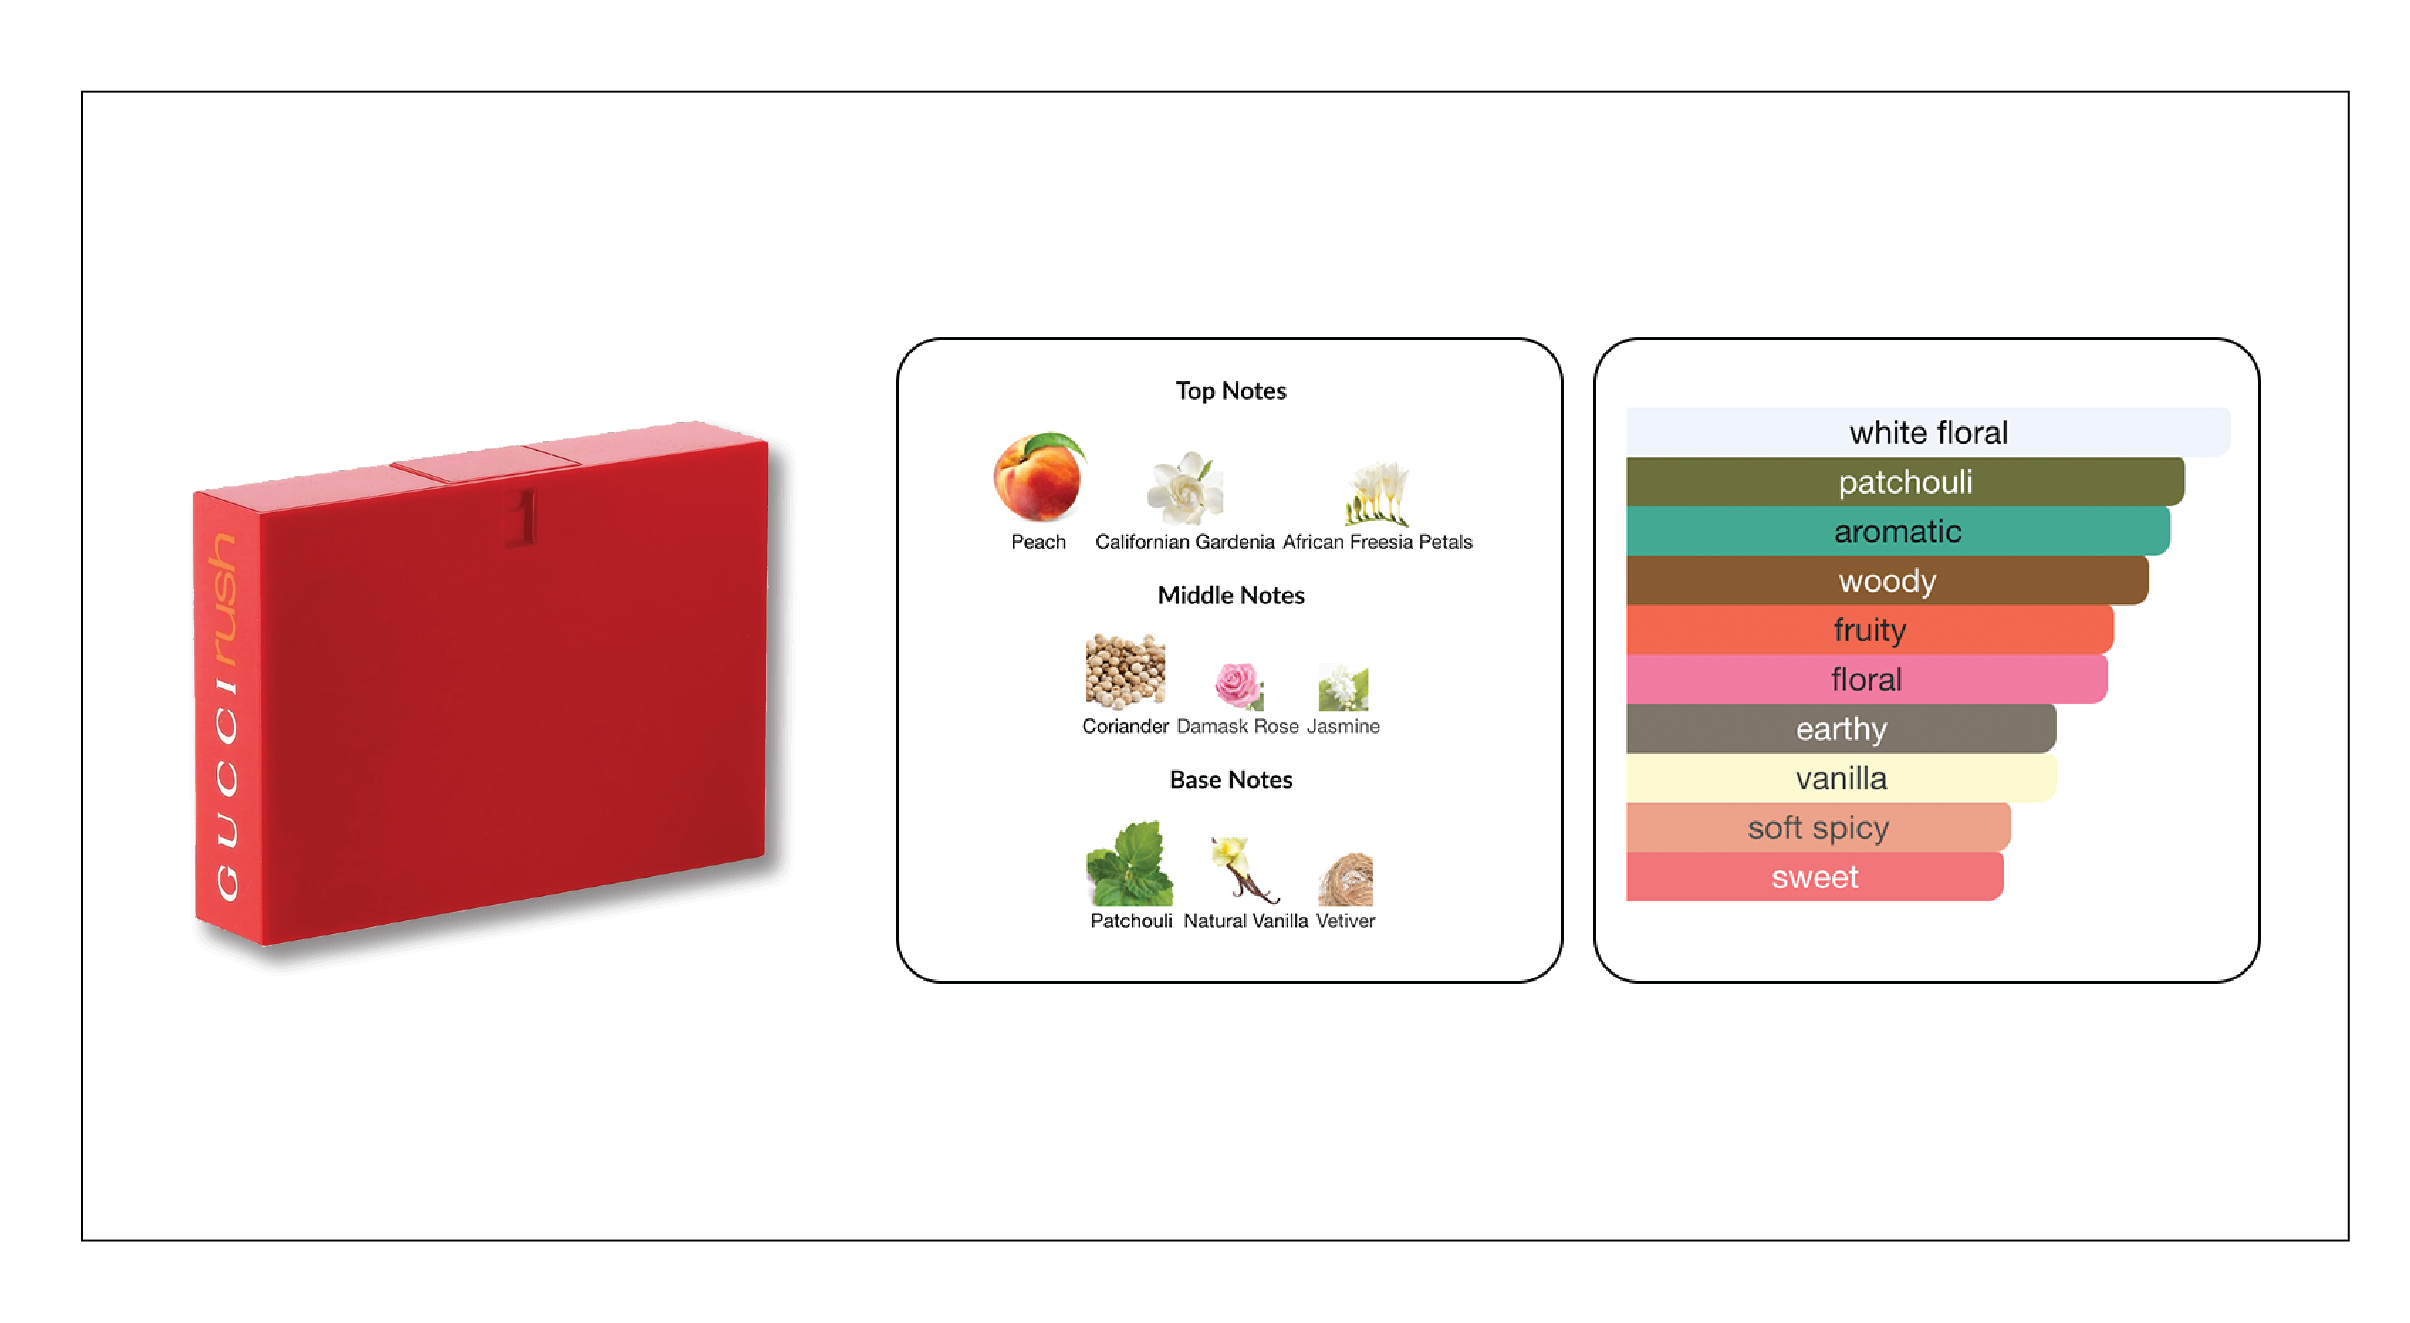 GUCCI rush
Top Notes
Peach Californian Gardenia African Freesia Petals
Middle Notes
Coriander Damask Rose Jasmine
Base Notes
Patchouli Natural Vanilla Vetiver
white floral
patchouli
aromatic
woody
fruity
floral
earthy
vanilla
soft spicy
sweet